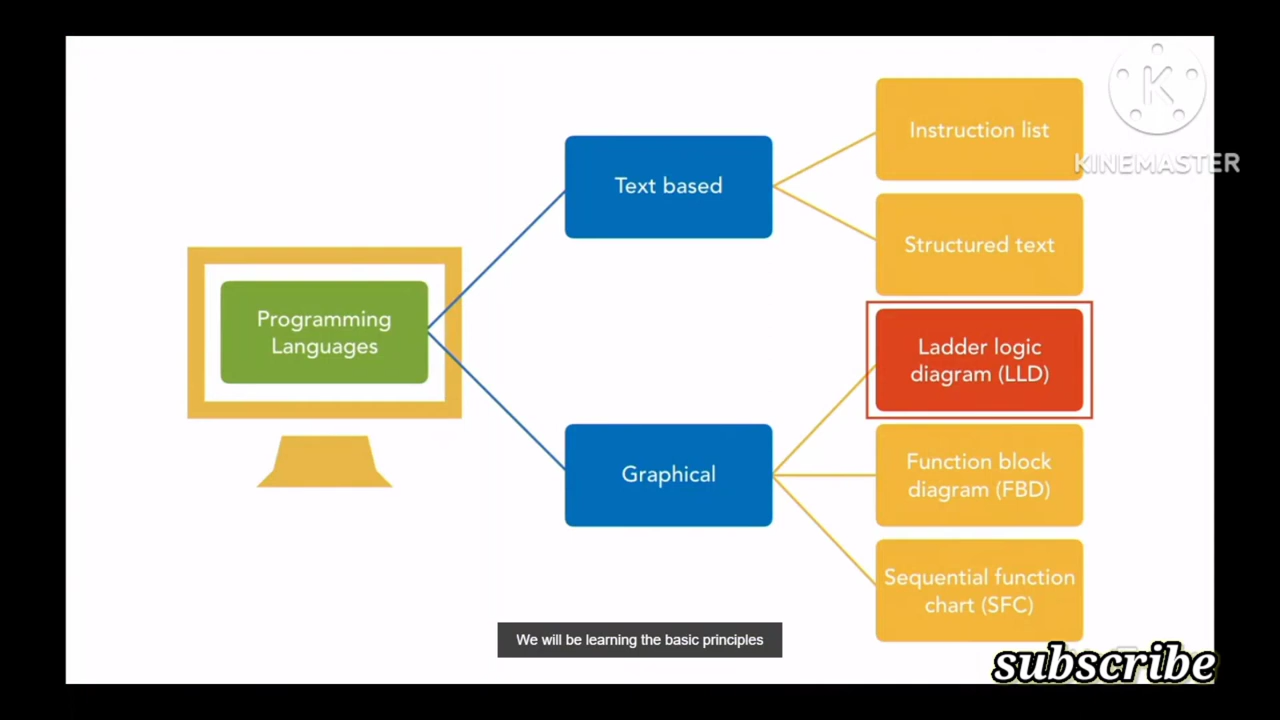 Programming
Languages
Text based
Graphical
Instruction list
Structured text
Ladder logic
diagram (LLD)
Function block
diagram (FBD)
Sequential function
chart (SFC)
K
KINEMASTER
We will be learning the basic principles
subscribe